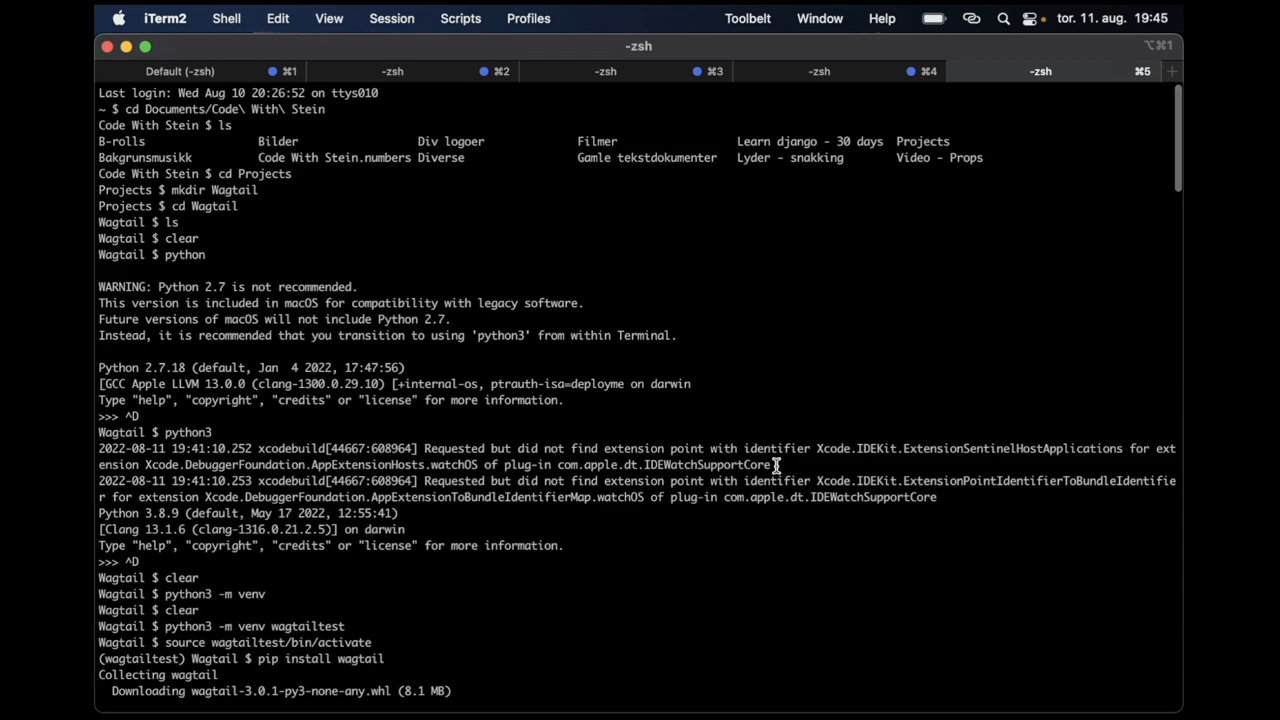 iTerm2 Shell Edit View Session Scripts Profiles Toolbelt Window Help tor. 11. aug. 19:45
-zsh ⌥⌘1
Default (-zsh) ⌘1 -zsh ⌘2 -zsh ⌘3 -zsh ⌘4 -zsh ⌘5 +
Last login: Wed Aug 10 20:26:52 on ttys010
~ $ cd Documents/Code\ With\ Stein
Code With Stein $ ls
B-rolls Bilder Div logoer Filmer Learn django - 30 days Projects
Bakgrunsmusikk Code With Stein.numbers Diverse Gamle tekstdokumenter Lyder - snakking Video - Props
Code With Stein $ cd Projects
Projects $ mkdir Wagtail
Projects $ cd Wagtail
Wagtail $ ls
Wagtail $ clear
Wagtail $ python
WARNING: Python 2.7 is not recommended.
This version is included in macOS for compatibility with legacy software.
Future versions of macOS will not include Python 2.7.
Instead, it is recommended that you transition to using 'python3' from within Terminal.
Python 2.7.18 (default, Jan  4 2022, 17:47:56)
[GCC Apple LLVM 13.0.0 (clang-1300.0.29.10) [+internal-os, ptrauth-isa=deployme on darwin
Type "help", "copyright", "credits" or "license" for more information.
>>> ^D
Wagtail $ python3
2022-08-11 19:41:10.252 xcodebuild[44667:608964] Requested but did not find extension point with identifier Xcode.IDEKit.ExtensionSentinelHostApplications for ext
ension Xcode.DebuggerFoundation.AppExtensionHosts.watchOS of plug-in com.apple.dt.IDEWatchSupportCore
2022-08-11 19:41:10.253 xcodebuild[44667:608964] Requested but did not find extension point with identifier Xcode.IDEKit.ExtensionPointIdentifierToBundleIdentifie
r for extension Xcode.DebuggerFoundation.AppExtensionToBundleIdentifierMap.watchOS of plug-in com.apple.dt.IDEWatchSupportCore
Python 3.8.9 (default, May 17 2022, 12:55:41)
[Clang 13.1.6 (clang-1316.0.21.2.5)] on darwin
Type "help", "copyright", "credits" or "license" for more information.
>>> ^D
Wagtail $ clear
Wagtail $ python3 -m venv
Wagtail $ clear
Wagtail $ python3 -m venv wagtailtest
Wagtail $ source wagtailtest/bin/activate
(wagtailtest) Wagtail $ pip install wagtail
Collecting wagtail
  Downloading wagtail-3.0.1-py3-none-any.whl (8.1 MB)